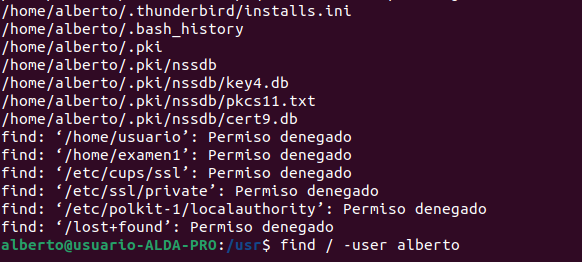 /home/alberto/.thunderbird/installs.ini
/home/alberto/.bash_history
/home/alberto/.pki
/home/alberto/.pki/nssdb
/home/alberto/.pki/nssdb/key4.db
/home/alberto/.pki/nssdb/pkcs11.txt
/home/alberto/.pki/nssdb/cert9.db
find: ‘/home/usuario’: Permiso denegado
find: ‘/home/examen1’: Permiso denegado
find: ‘/etc/cups/ssl’: Permiso denegado
find: ‘/etc/ssl/private’: Permiso denegado
find: ‘/etc/polkit-1/localauthority’: Permiso denegado
find: ‘/lost+found’: Permiso denegado
alberto@usuario-ALDA-PRO:/usr$ find / -user alberto